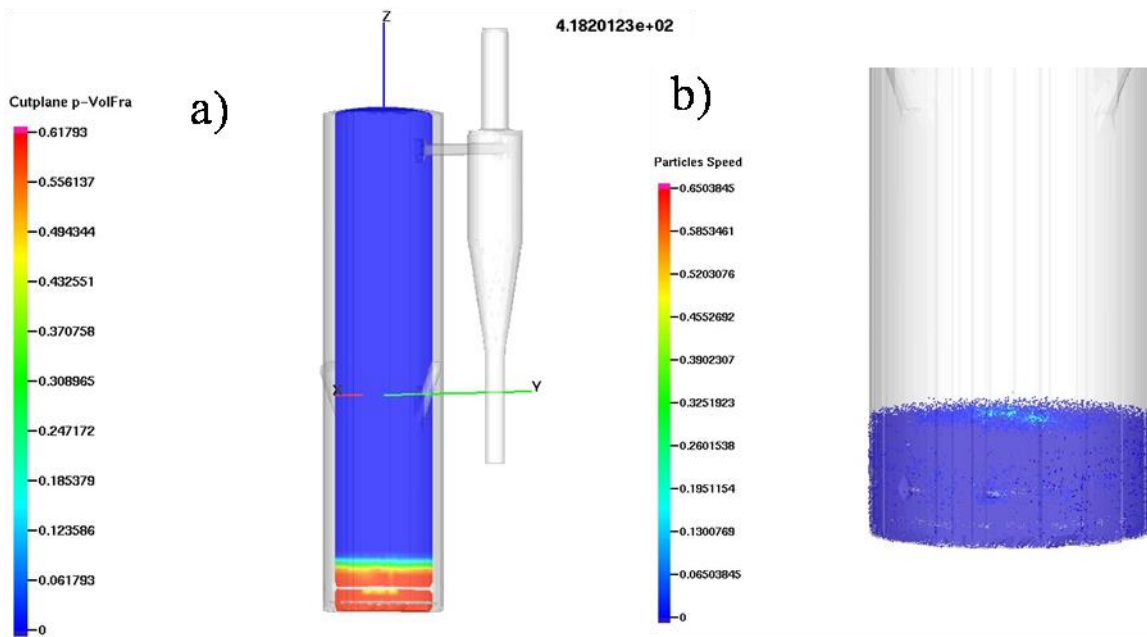 Z
4.1820123e+02
Cutplane p-VolFra
a)
0.61793
0.556137
0.494344
0.432551
0.370758
0.308965
0.247172
0.185379
0.123586
0.061793
0
X
Y
b)
Particles Speed
0.6503845
0.5853461
0.5203076
0.4552692
0.3902307
0.3251923
0.2601538
0.1951154
0.1300769
0.06503845
0